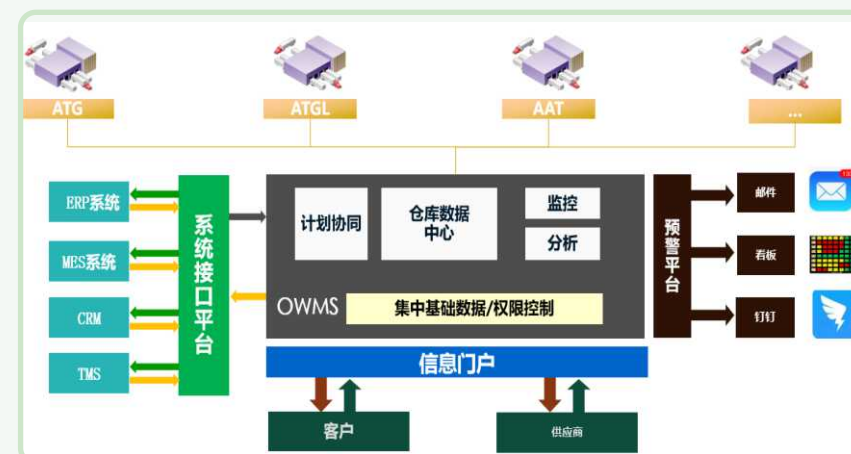 ATG
ATGL
AAT
...
ERP系统
MES系统
CRM
TMS
系统接口平台
计划协同
仓库数据
中心
监控
分析
OWMS
集中基础数据/权限控制
信息门户
客户
供应商
预警平台
邮件
看板
钉钉